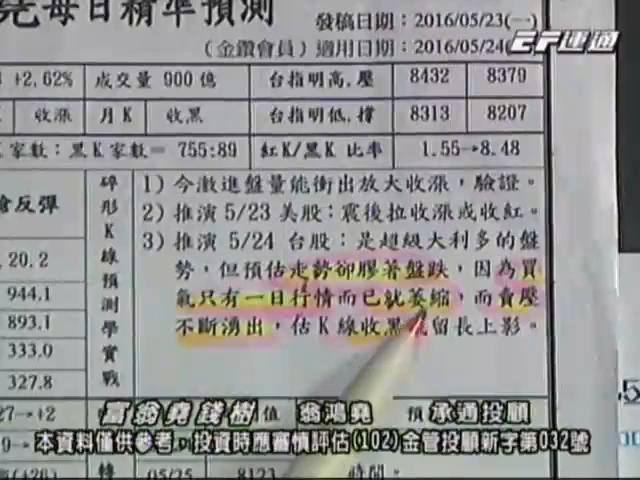 每日精準預測
發稿日期：2016/05/23(一)
(金鑽會員) 適用日期：2016/05/24
EF運通
+2.62% 成交量 900 億 台指明高.壓 8432 8379
收漲 月K 收黑 台指明低.撐 8313 8207
家數：黑K家數= 755:89 紅K/黑K 比率 1.55→8.48
反彈
20.2
944.1
893.1
333.0
327.8
碎形K線預測學實戰
1) 今激進盤量能衝出放大收漲，驗證。
2) 推演 5/23 美股：震後拉收漲或收紅。
3) 推演 5/24 台股：是超級大利多的盤
勢，但預估走勢卻膠著盤跌，因為買
氣只有一日行情而已就萎縮，而賣壓
不斷湧出，估K線收黑 留長上影。
27→+2 值 預
翁鴻堯 承通投顧
本資料僅供參考，投資時應審慎評估(102)金管投顧新字第032號
轉 05/25 8123 時間：